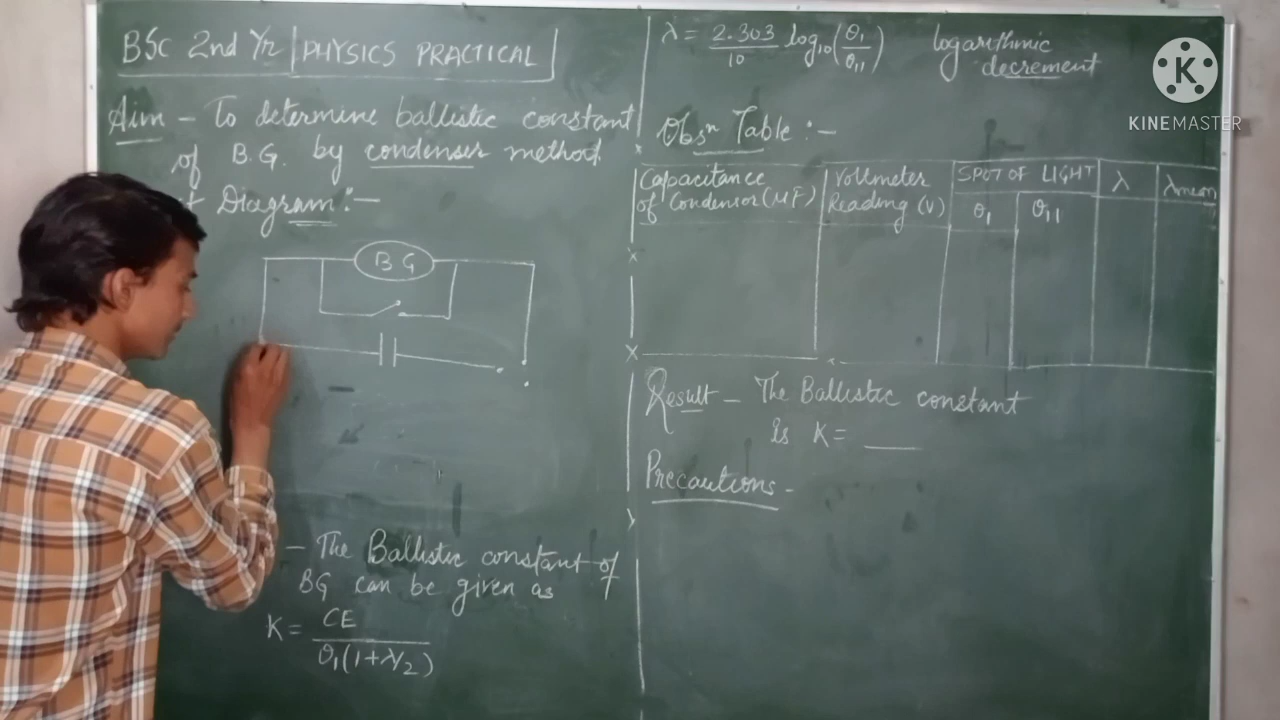 BSc 2nd Yr PHYSICS PRACTICAL
Aim - To determine ballistic constant
of B.G. by condenser method
t Diagram :-
BG
- The Ballistic constant of
BG can be given as
K = CE
θ₁(1+λ/2)
λ = 2.303 log₁₀(θ₁) logarithmic
10 θ₁₁ decrement
Obsⁿ Table :-
Capacitance Voltmeter SPOT OF LIGHT λ λmean
of Condensor (μF) Reading (V) θ₁ θ₁₁
Result - The Ballistic constant
is K = ___
Precautions -
K
KINEMASTER